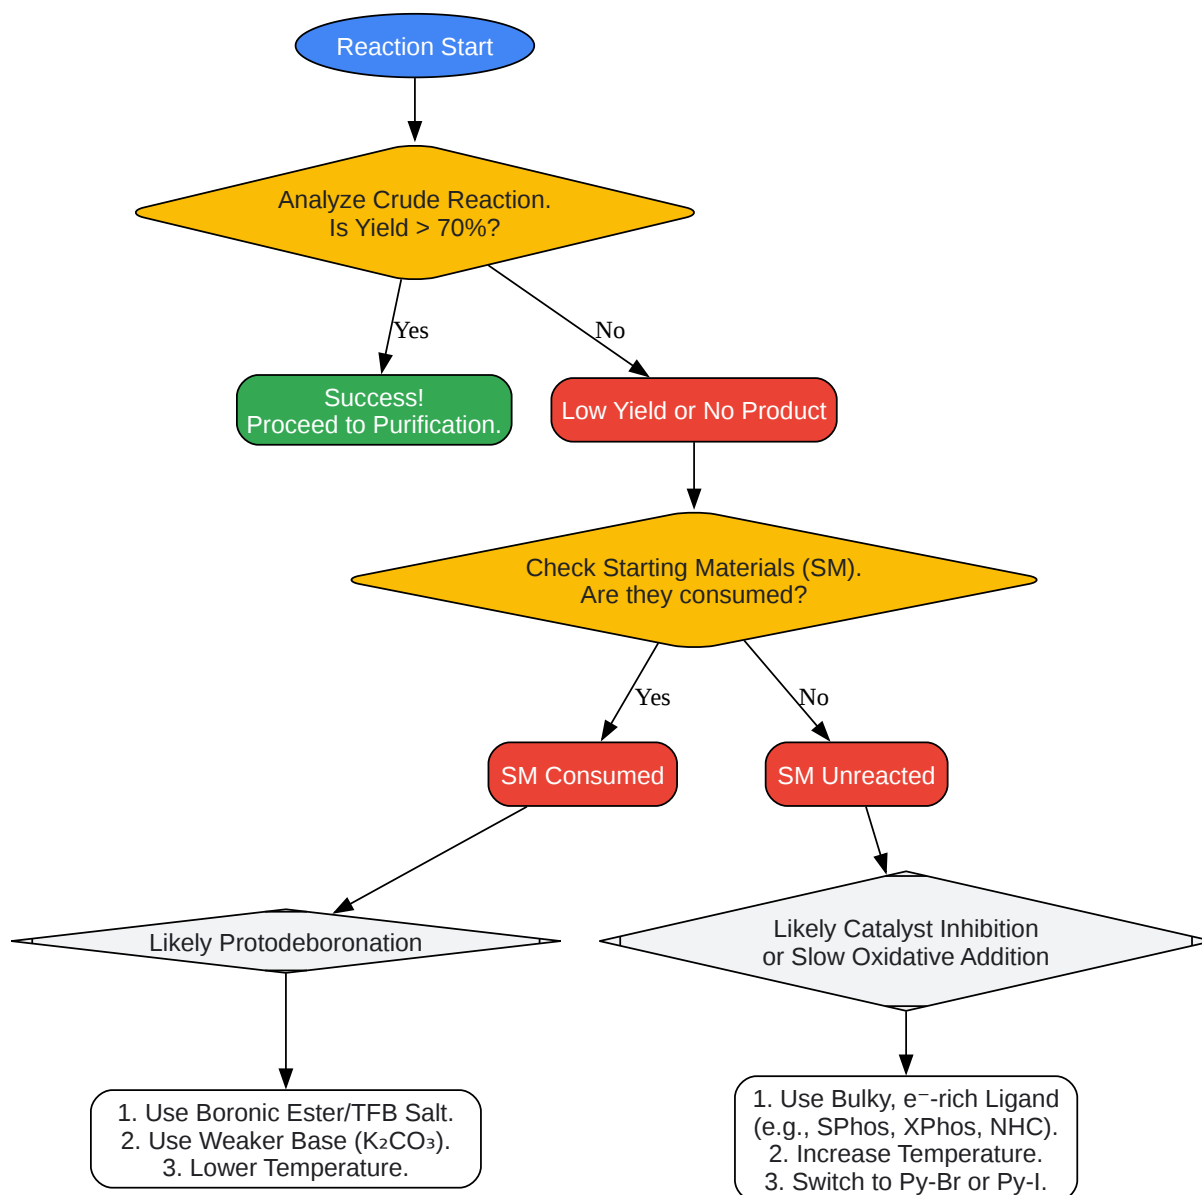 Reaction Start
Analyze Crude Reaction.
Is Yield > 70%?
Yes
No
Success!
Proceed to Purification.
Low Yield or No Product
Check Starting Materials (SM).
Are they consumed?
Yes
No
SM Consumed
SM Unreacted
Likely Protodeboronation
Likely Catalyst Inhibition
or Slow Oxidative Addition
1. Use Boronic Ester/TFB Salt.
2. Use Weaker Base (K₂CO₃).
3. Lower Temperature.
1. Use Bulky, e⁻-rich Ligand
(e.g., SPhos, XPhos, NHC).
2. Increase Temperature.
3. Switch to Py-Br or Py-I.